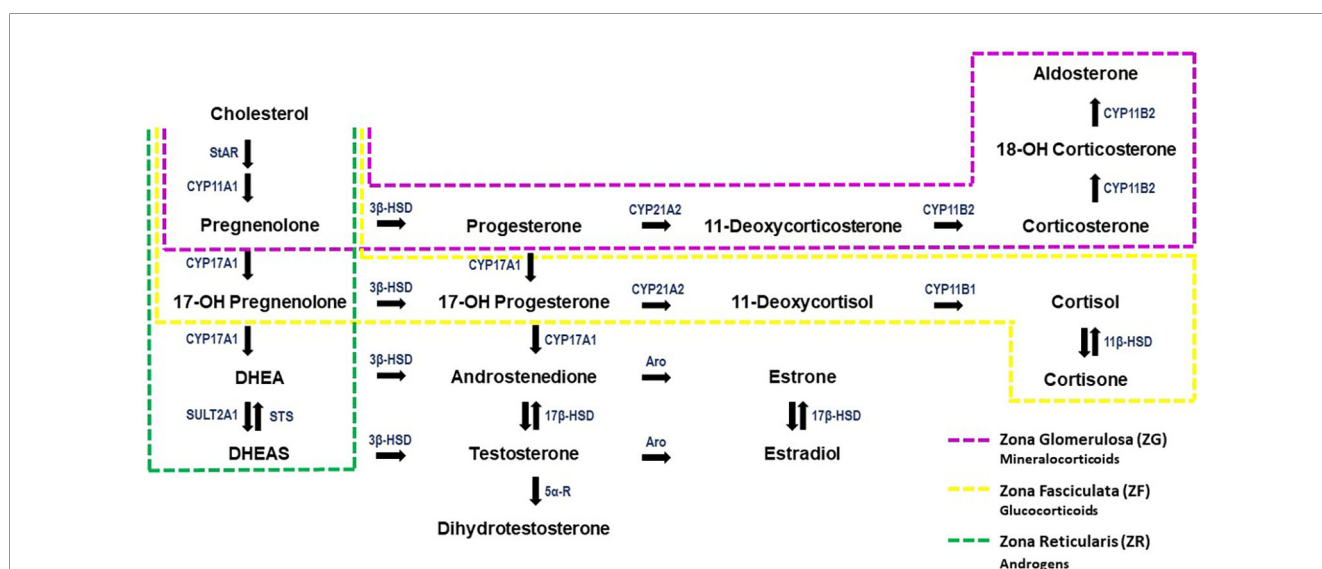 Aldosterone
Cholesterol
CYP11B2
StAR
18-OH Corticosterone
CYP11A1
CYP11B2
3β-HSD
CYP21A2
CYP11B2
Pregnenolone
Progesterone
11-Deoxycorticosterone
Corticosterone
CYP17A1
CYP17A1
3β-HSD
CYP21A2
CYP11B1
17-OH Pregnenolone
17-OH Progesterone
11-Deoxycortisol
Cortisol
CYP17A1
CYP17A1
11β-HSD
3β-HSD
Aro
DHEA
Androstenedione
Estrone
Cortisone
SULT2A1
STS
17β-HSD
17β-HSD
3β-HSD
Aro
DHEAS
Testosterone
Estradiol
Zona Glomerulosa (ZG)
Mineralocorticoids
5α-R
Zona Fasciculata (ZF)
Glucocorticoids
Dihydrotestosterone
Zona Reticularis (ZR)
Androgens